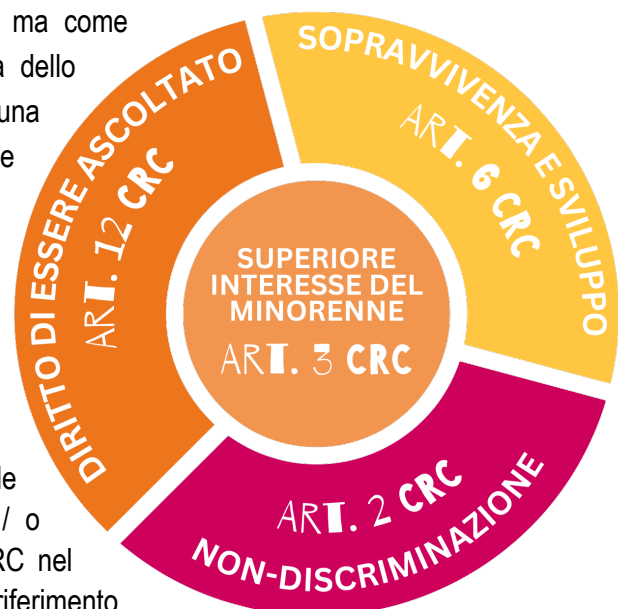 ma come
a dello
una
e
DIRITTO DI ESSERE ASCOLTATO
ART. 12 CRC
SOPRAVVIVENZA E SVILUPPO
ART. 6 CRC
SUPERIORE
INTERESSE DEL
MINORENNE
ART. 3 CRC
ART. 2 CRC
NON-DISCRIMINAZIONE
le
/ o
RC nel
riferimento